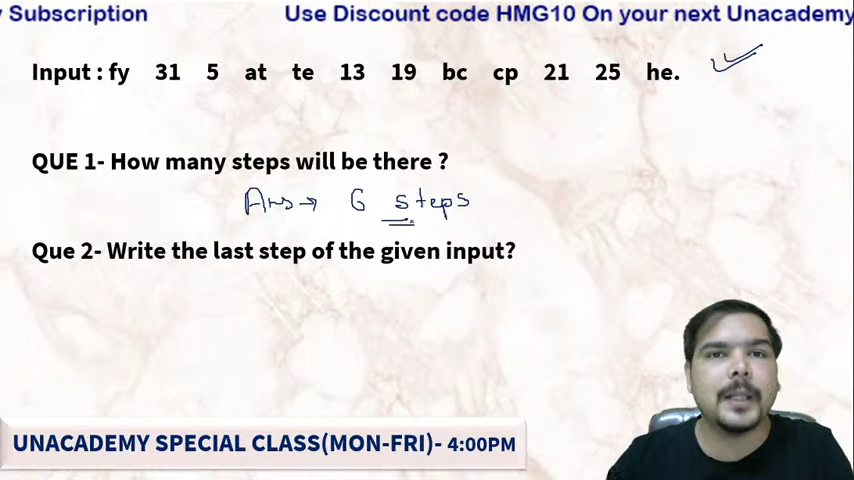 y Subscription Use Discount code HMG10 On your next Unacademy
Input : fy 31 5 at te 13 19 bc cp 21 25 he.
QUE 1- How many steps will be there ?
Ans → 6 steps
Que 2- Write the last step of the given input?
UNACADEMY SPECIAL CLASS(MON-FRI)- 4:00PM